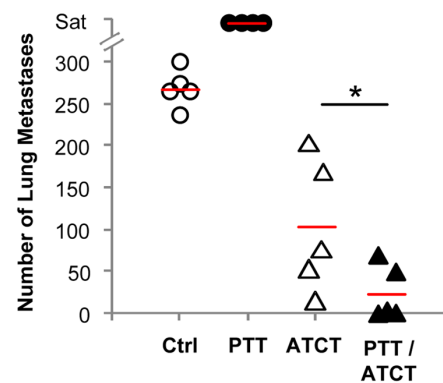 Number of Lung Metastases
Sat
300
250
200
150
100
50
0
*
Ctrl PTT ATCT PTT /
ATCT